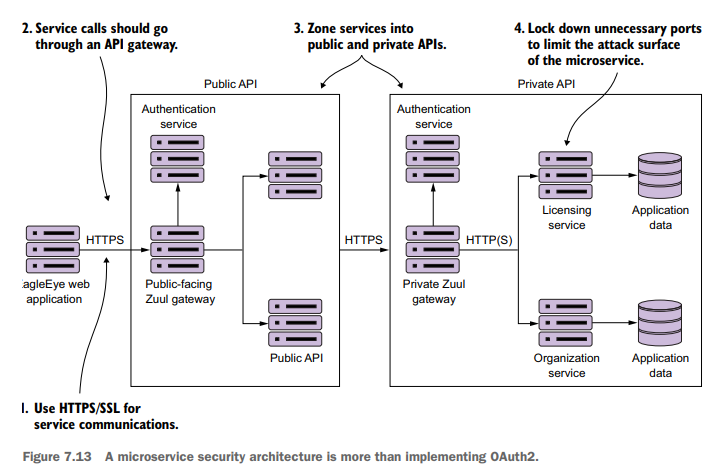 2. Service calls should go
through an API gateway.
3. Zone services into
public and private APIs.
4. Lock down unnecessary ports
to limit the attack surface
of the microservice.
Public API
Private API
Authentication
service
Authentication
service
HTTPS
HTTPS
HTTP(S)
Licensing
service
Application
data
agleEye web
application
Public-facing
Zuul gateway
Private Zuul
gateway
Public API
Organization
service
Application
data
1. Use HTTPS/SSL for
service communications.
Figure 7.13 A microservice security architecture is more than implementing OAuth2.